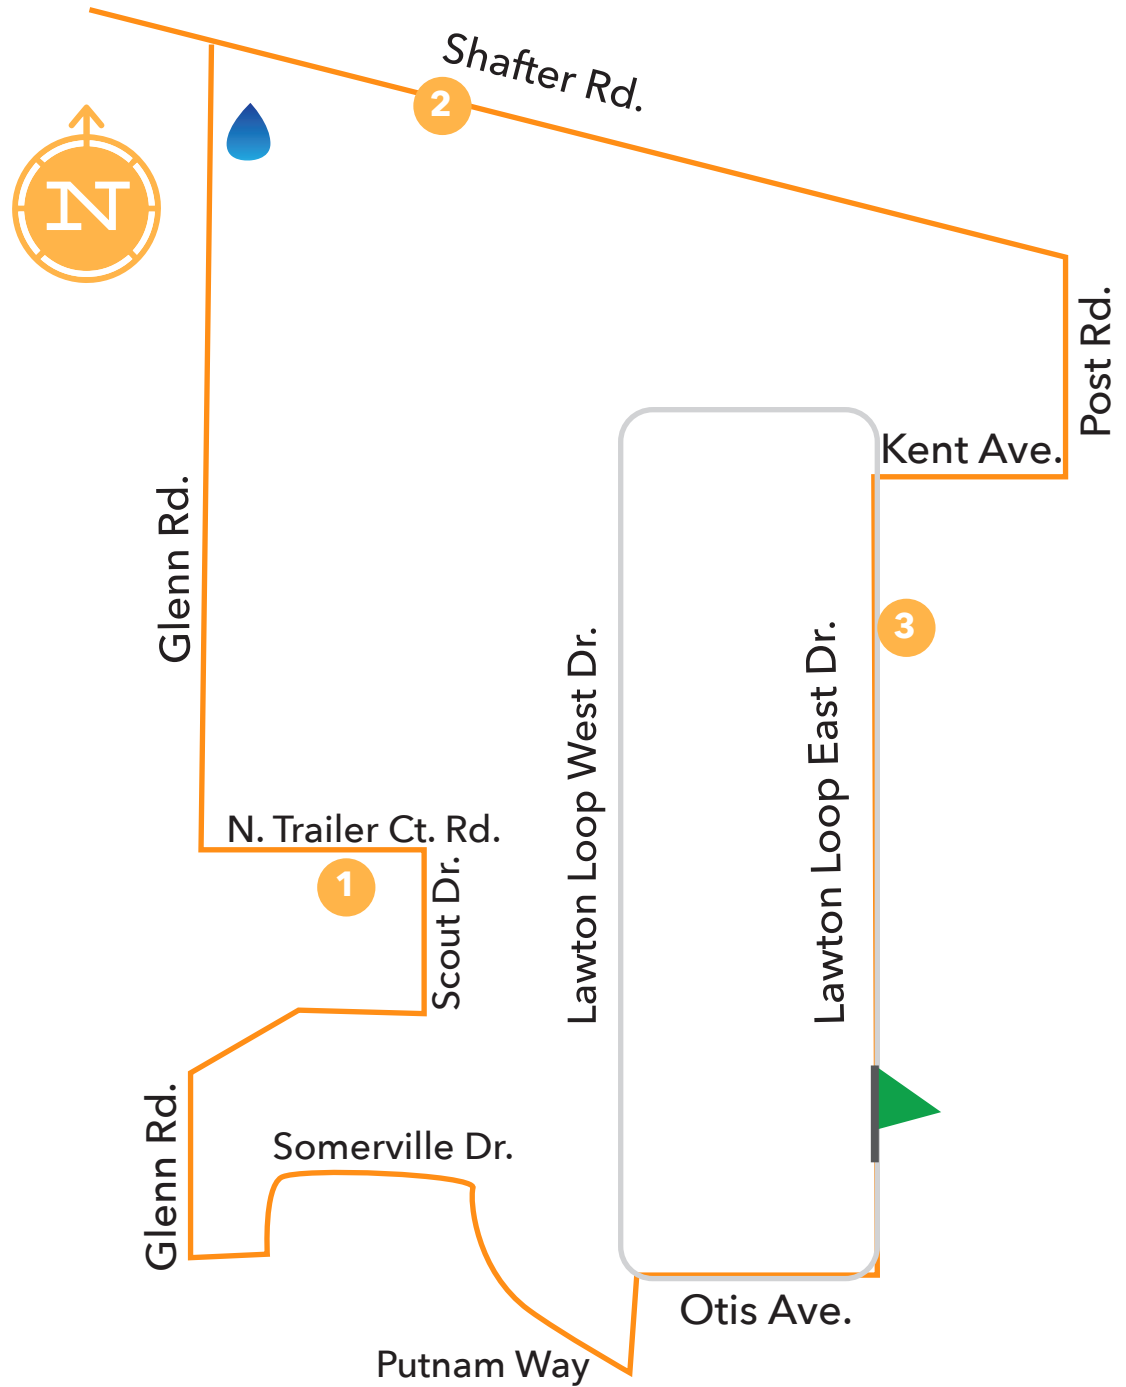 Shafter Rd.
2
N
Post Rd.
Kent Ave.
Glenn Rd.
3
Lawton Loop West Dr.
Lawton Loop East Dr.
N. Trailer Ct. Rd.
1
Scout Dr.
Glenn Rd.
Somerville Dr.
Otis Ave.
Putnam Way